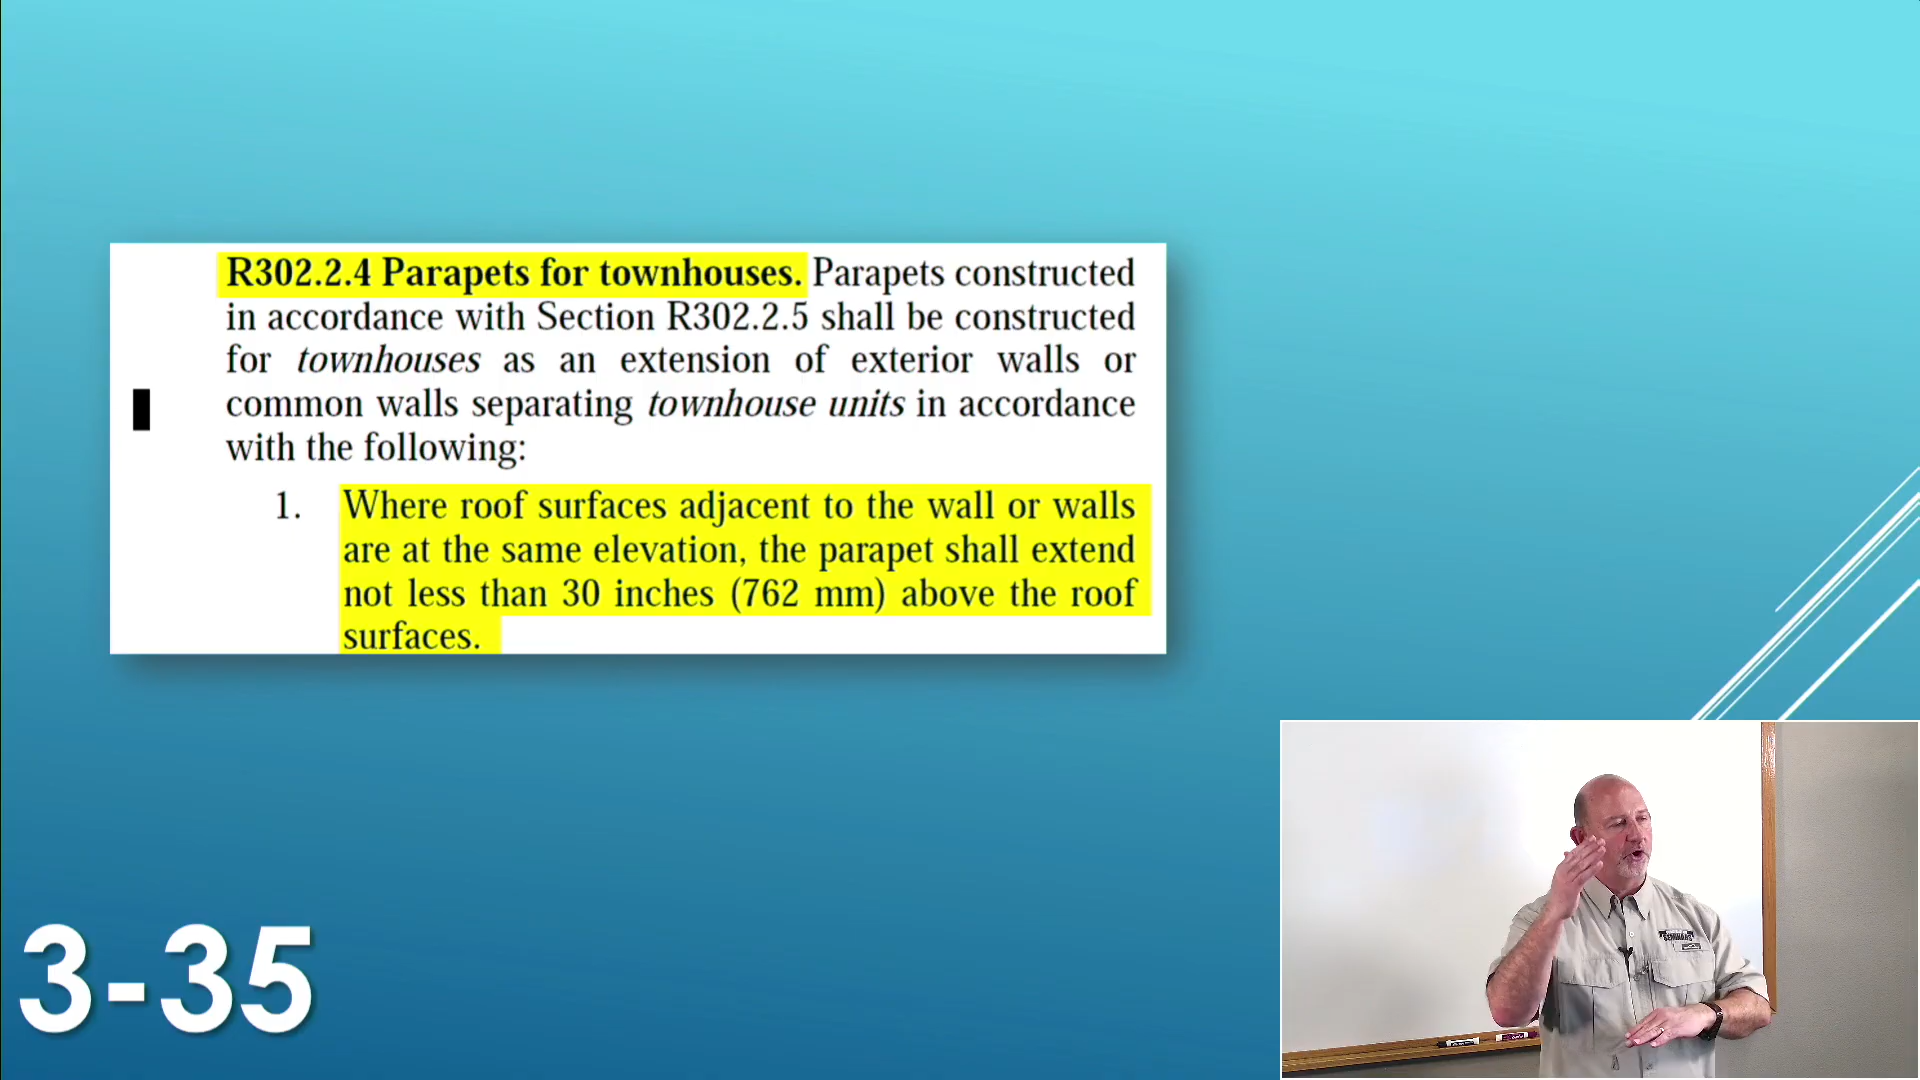 R302.2.4 Parapets for townhouses. Parapets constructed
in accordance with Section R302.2.5 shall be constructed
for townhouses as an extension of exterior walls or
common walls separating townhouse units in accordance
with the following:
1. Where roof surfaces adjacent to the wall or walls
are at the same elevation, the parapet shall extend
not less than 30 inches (762 mm) above the roof
surfaces.
SEMINARS
3-35